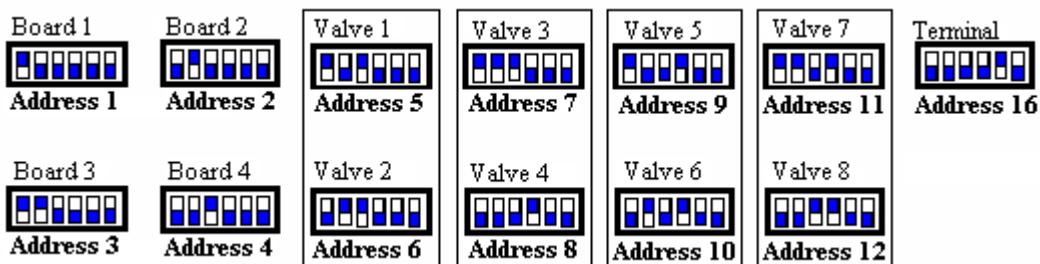 Board 1
Board 2
Valve 1
Valve 3
Valve 5
Valve 7
Terminal
Address 1
Address 2
Address 5
Address 7
Address 9
Address 11
Address 16
Board 3
Board 4
Valve 2
Valve 4
Valve 6
Valve 8
Address 3
Address 4
Address 6
Address 8
Address 10
Address 12